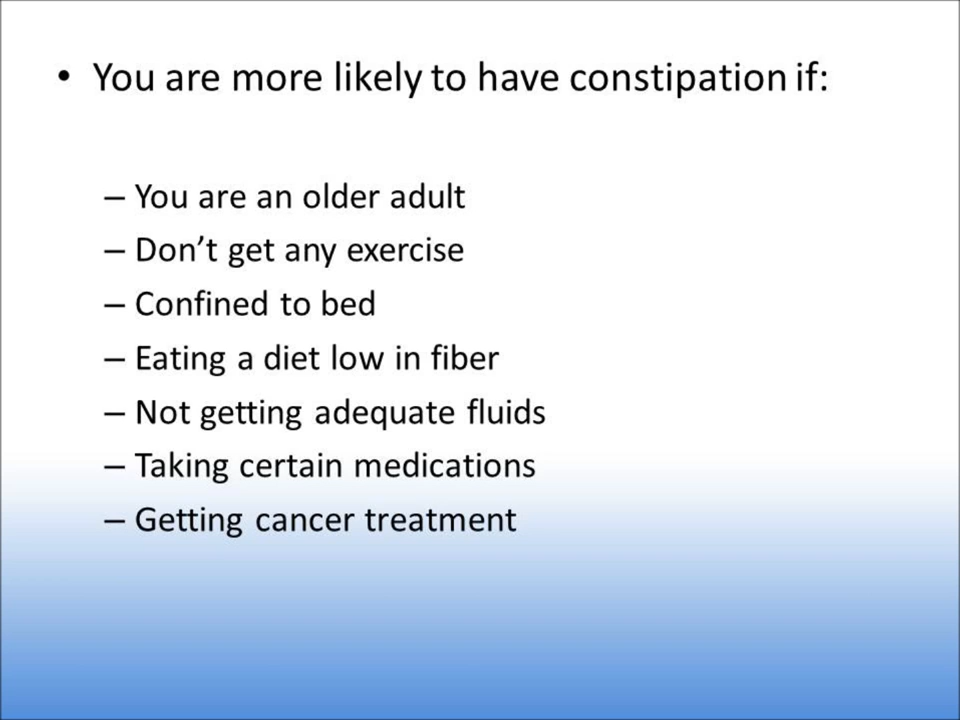 • You are more likely to have constipation if:
– You are an older adult
– Don’t get any exercise
– Confined to bed
– Eating a diet low in fiber
– Not getting adequate fluids
– Taking certain medications
– Getting cancer treatment